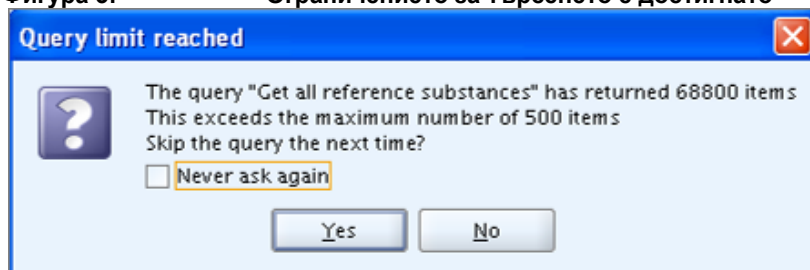 Фигура 3. Ограничението за търсенето е достигнато
Query limit reached
The query "Get all reference substances" has returned 68800 items
This exceeds the maximum number of 500 items
Skip the query the next time?
Never ask again
Yes No